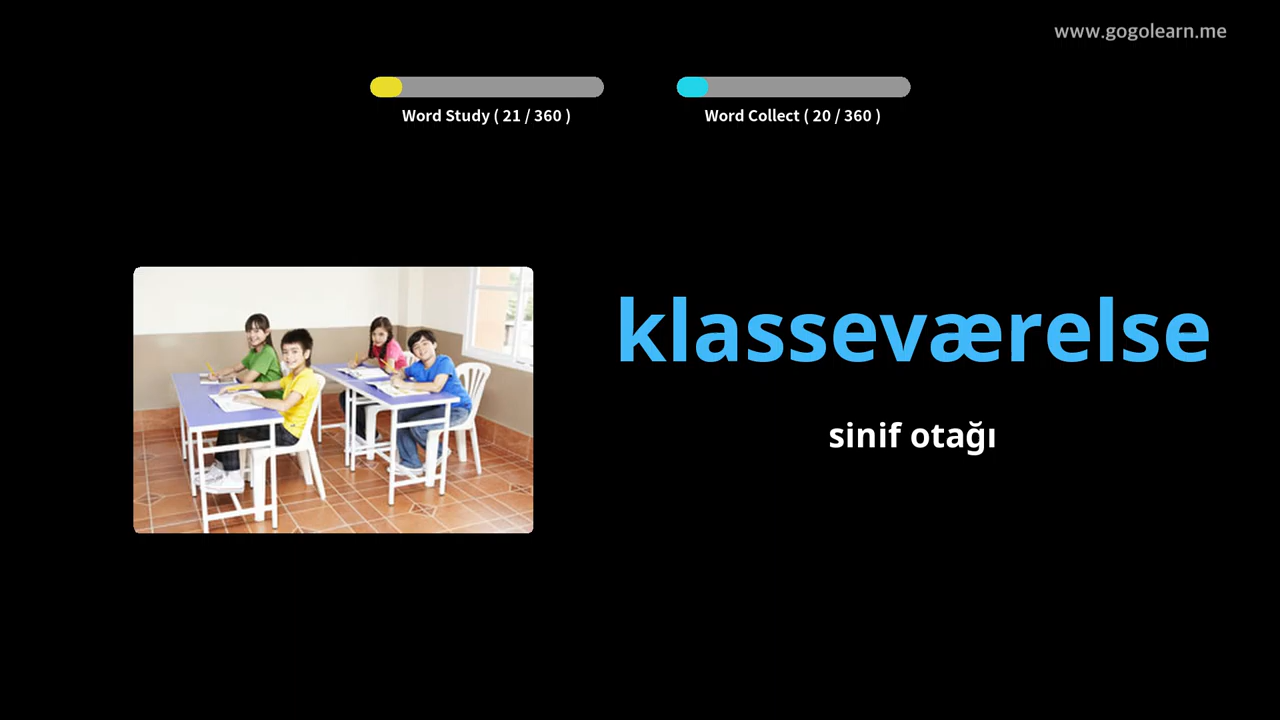 www.gogolearn.me
Word Study ( 21 / 360 )
Word Collect ( 20 / 360 )
klasseværelse
sinif otağı